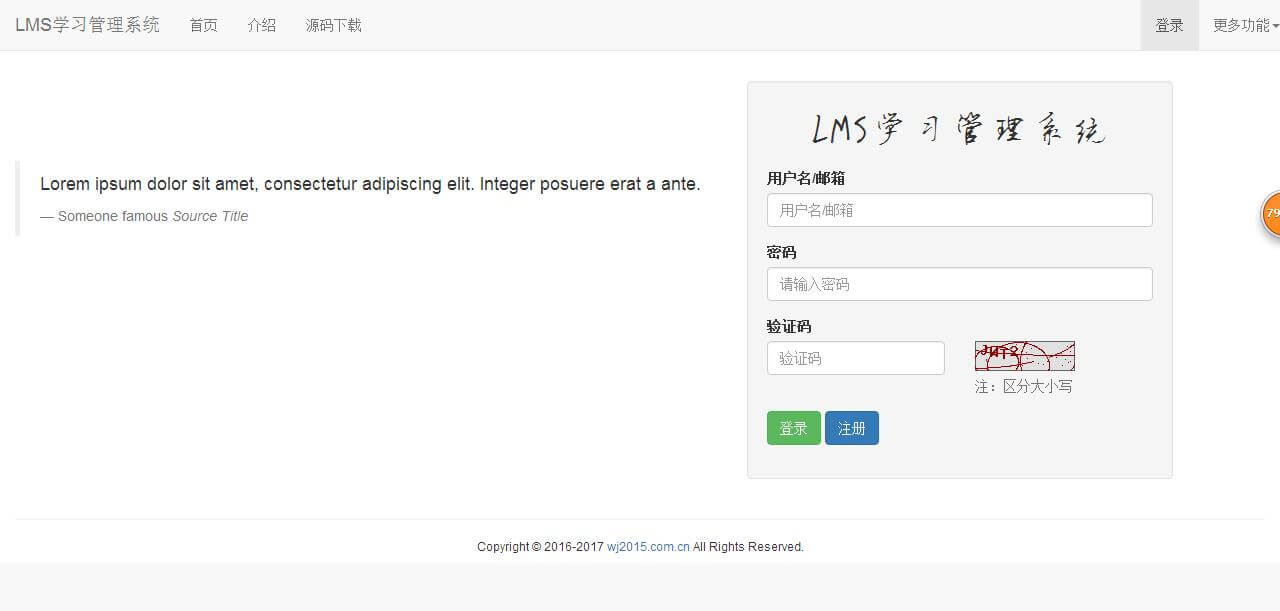 LMS学习管理系统 首页 介绍 源码下载 登录 更多功能
LMS学习管理系统
Lorem ipsum dolor sit amet, consectetur adipiscing elit. Integer posuere erat a ante.
— Someone famous Source Title
用户名/邮箱
用户名/邮箱
密码
请输入密码
验证码
验证码
注：区分大小写
登录 注册
79
Copyright © 2016-2017 wj2015.com.cn All Rights Reserved.